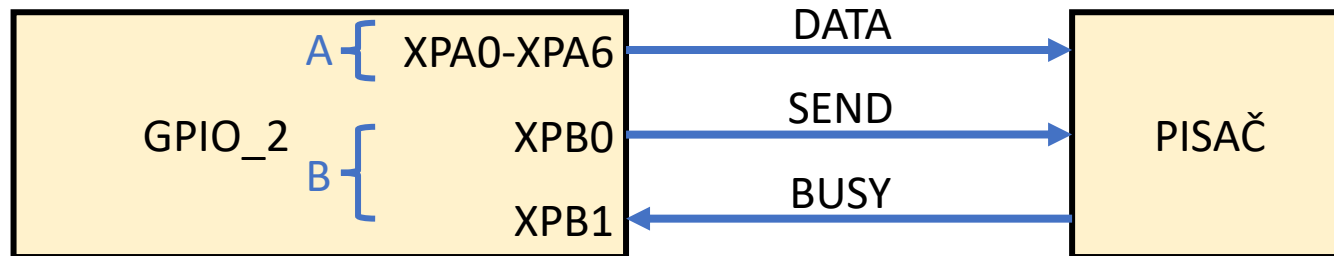 DATA
A XPA0-XPA6
SEND
GPIO_2 XPB0 PISAČ
B
BUSY
XPB1